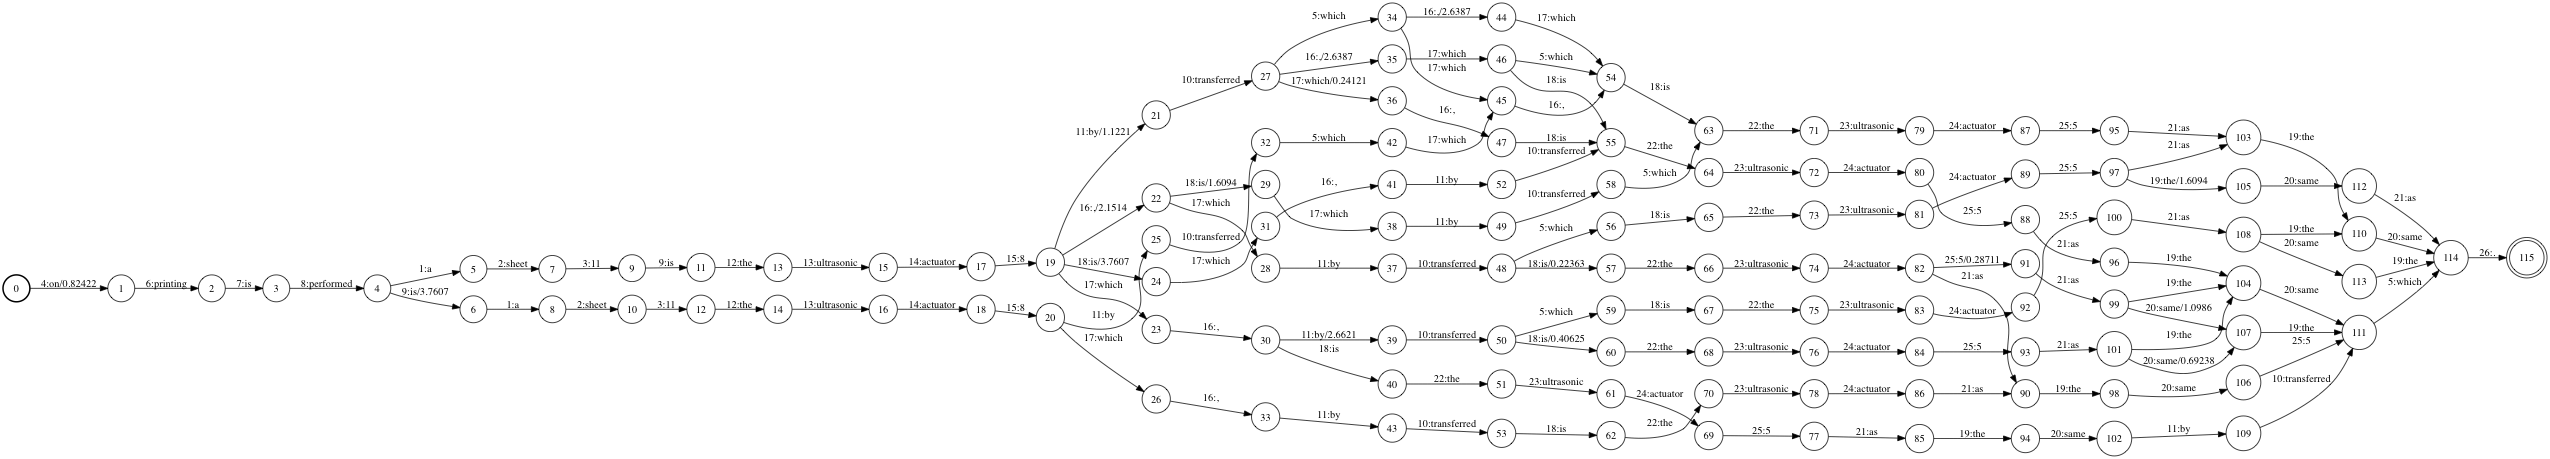 5:which 34 16:,/2.6387 44 17:which
16:,/2.6387 35 17:which 46 5:which 54
10:transferred 27 17:which 18:is 18:is
17:which/0.24121 36 45 16:,
21 16:, 22:the 71 23:ultrasonic 79 24:actuator 87 25:5 95 21:as 103 19:the
11:by/1.1221 32 5:which 42 17:which 47 18:is 55 22:the 63 21:as
10:transferred 64 23:ultrasonic 72 24:actuator 80 24:actuator 89 25:5 97 19:the/1.6094 105 20:same 112
18:is/1.6094 29 16:, 41 11:by 52 10:transferred 58 5:which 21:as
16:,/2.1514 22 17:which 17:which 38 11:by 49 5:which 56 18:is 65 22:the 73 23:ultrasonic 81 25:5 88 25:5 100 21:as 108 19:the 110 20:same
25 10:transferred 31 20:same
1:a 5 2:sheet 7 3:11 9 9:is 11 12:the 13 13:ultrasonic 15 14:actuator 17 15:8 19 18:is/3.7607 17:which 28 11:by 37 10:transferred 48 18:is/0.22363 57 22:the 66 23:ultrasonic 74 24:actuator 82 25:5/0.28711 91 21:as 96 19:the 114 26:. 115
0 4:on/0.82422 1 6:printing 2 7:is 3 8:performed 4 17:which 24 21:as 21:as 19:the 104 113 19:the
9:is/3.7607 6 1:a 8 2:sheet 10 3:11 12 12:the 14 13:ultrasonic 16 14:actuator 18 15:8 20 11:by 5:which 59 18:is 67 22:the 75 23:ultrasonic 83 24:actuator 92 99 20:same/1.0986 20:same 5:which
17:which 23 16:, 30 11:by/2.6621 39 10:transferred 50 18:is/0.40625 19:the 107 19:the 111
18:is 60 22:the 68 23:ultrasonic 76 24:actuator 84 25:5 93 21:as 101 20:same/0.69238 25:5
40 22:the 51 23:ultrasonic 61 24:actuator 70 23:ultrasonic 78 24:actuator 86 21:as 90 19:the 98 20:same 106 10:transferred
26 16:, 33 11:by 43 10:transferred 53 18:is 62 22:the 69 25:5 77 21:as 85 19:the 94 20:same 102 11:by 109